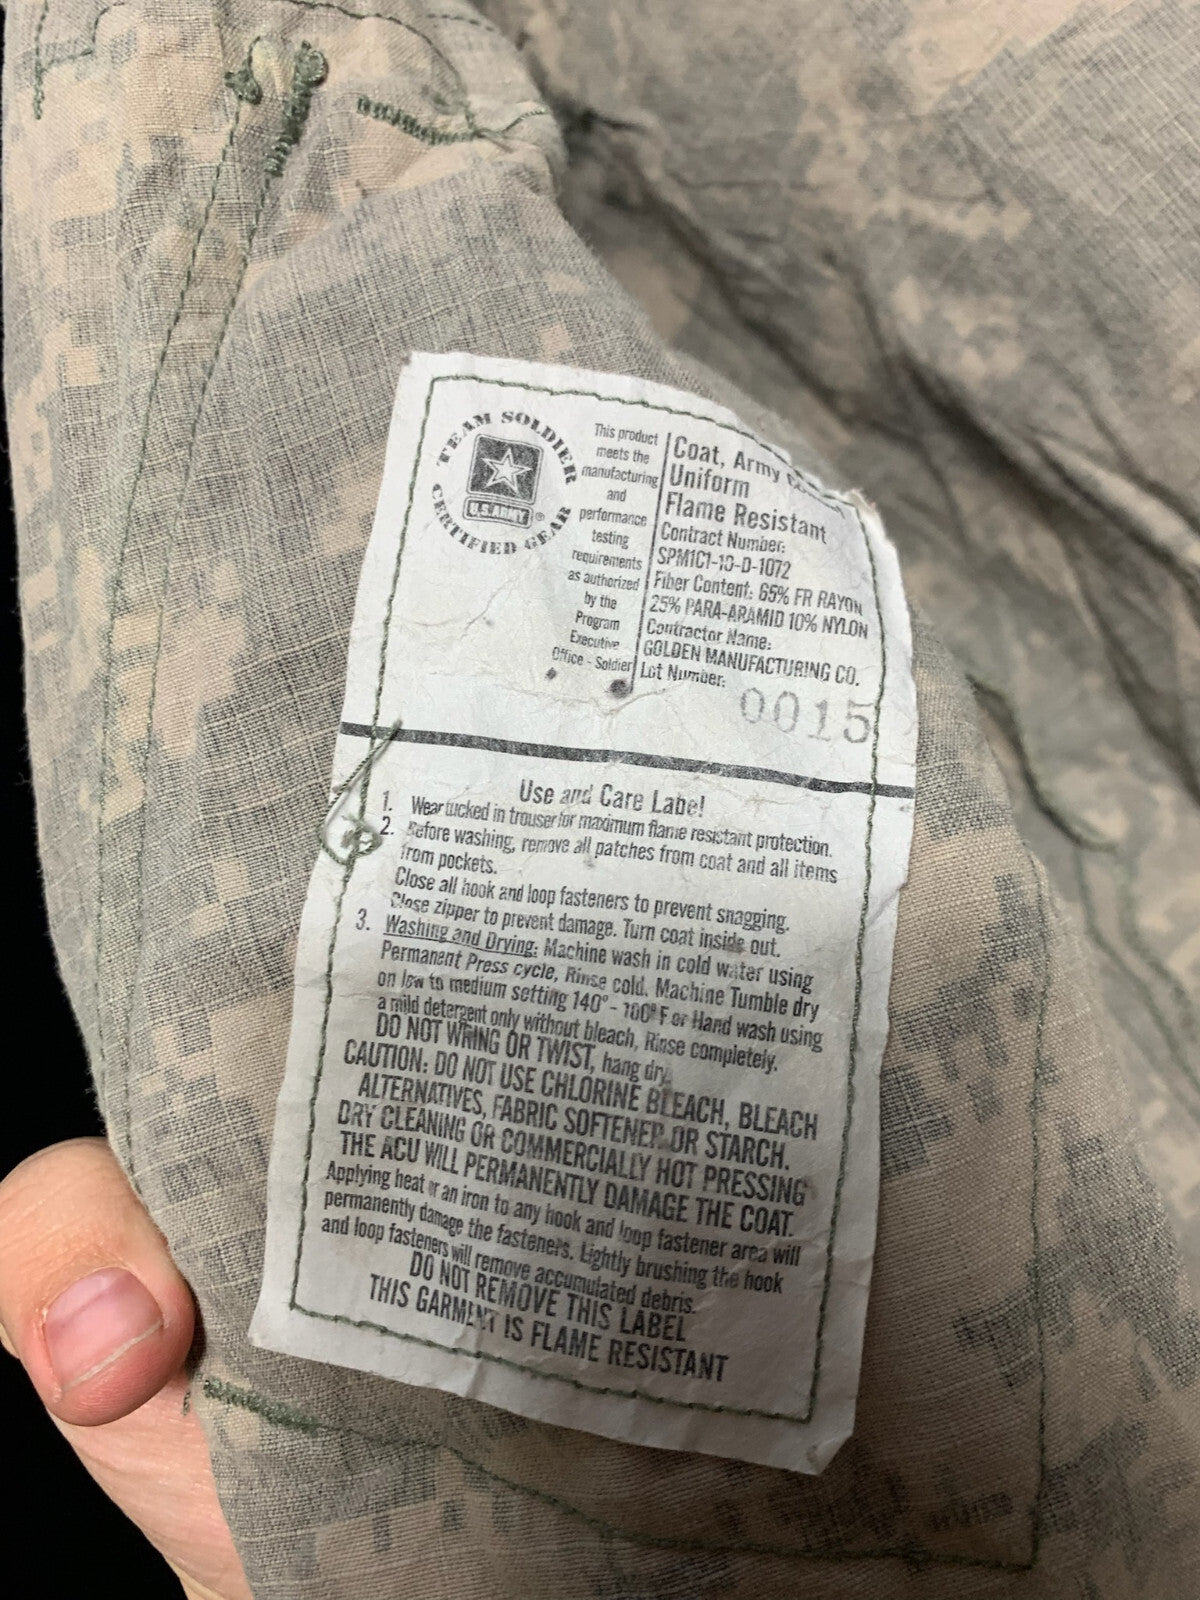 TEAM SOLDIER
CERTIFIED GEAR
U.S.ARMY ®
This product
meets the
manufacturing
and
performance
testing
requirements
as authorized
by the
Program
Executive
Office - Soldier
Coat, Army
Uniform
Flame Resistant
Contract Number:
SPM1C1-10-D-1072
Fiber Content: 65% FR RAYON
25% PARA-ARAMID 10% NYLON
Contractor Name:
GOLDEN MANUFACTURING CO.
Lot Number:
0015
Use and Care Label
1. Wear tucked in trouser for maximum flame resistant protection.
2. Before washing, remove all patches from coat and all items
from pockets.
Close all hook and loop fasteners to prevent snagging.
Close zipper to prevent damage. Turn coat inside out.
3. Washing and Drying: Machine wash in cold water using
Permanent Press cycle, Rinse cold. Machine Tumble dry
on low to medium setting 140° - F or Hand wash using
a mild detergent only without bleach, Rinse completely.
DO NOT WRING OR TWIST, hang dry.
CAUTION: DO NOT USE CHLORINE BLEACH, BLEACH
ALTERNATIVES, FABRIC SOFTENER OR STARCH.
DRY CLEANING OR COMMERCIALLY HOT PRESSING
THE ACU WILL PERMANENTLY DAMAGE THE COAT.
Applying heat or an iron to any hook and loop fastener area will
permanently damage the fasteners. Lightly brushing the hook
and loop fasteners will remove accumulated debris.
DO NOT REMOVE THIS LABEL
THIS GARMENT IS FLAME RESISTANT